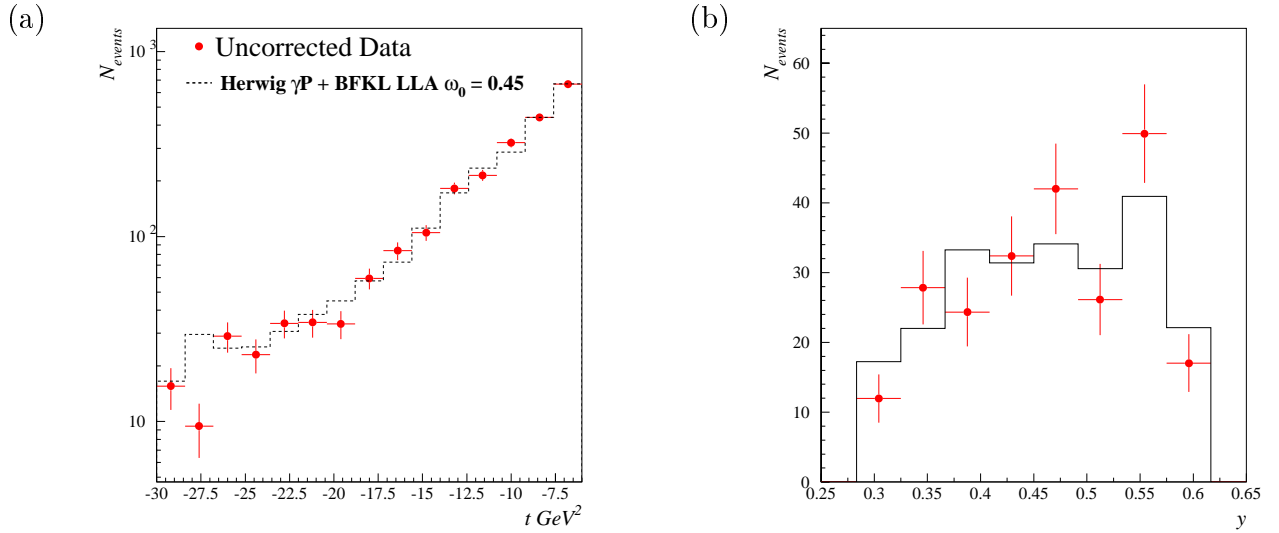 (a)
N_events
10^3
10^2
10
Uncorrected Data
Herwig γP + BFKL LLA ω_0 = 0.45
-30 -27.5 -25 -22.5 -20 -17.5 -15 -12.5 -10 -7.5
t GeV^2
(b)
N_events
60
50
40
30
20
10
0
0.25 0.3 0.35 0.4 0.45 0.5 0.55 0.6 0.65
y